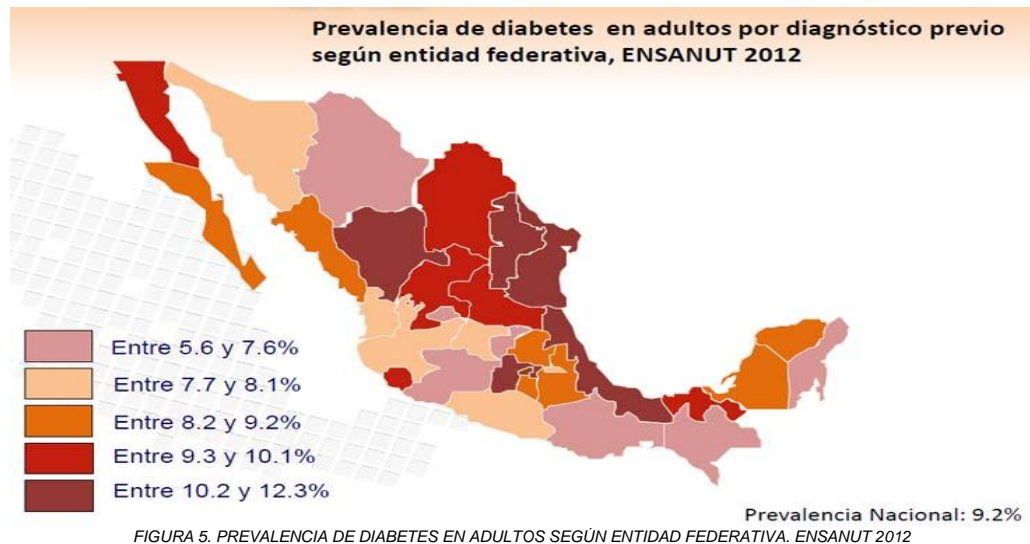 Prevalencia de diabetes en adultos por diagnóstico previo
según entidad federativa, ENSANUT 2012
Entre 5.6 y 7.6%
Entre 7.7 y 8.1%
Entre 8.2 y 9.2%
Entre 9.3 y 10.1%
Entre 10.2 y 12.3%
Prevalencia Nacional: 9.2%
FIGURA 5. PREVALENCIA DE DIABETES EN ADULTOS SEGÚN ENTIDAD FEDERATIVA. ENSANUT 2012